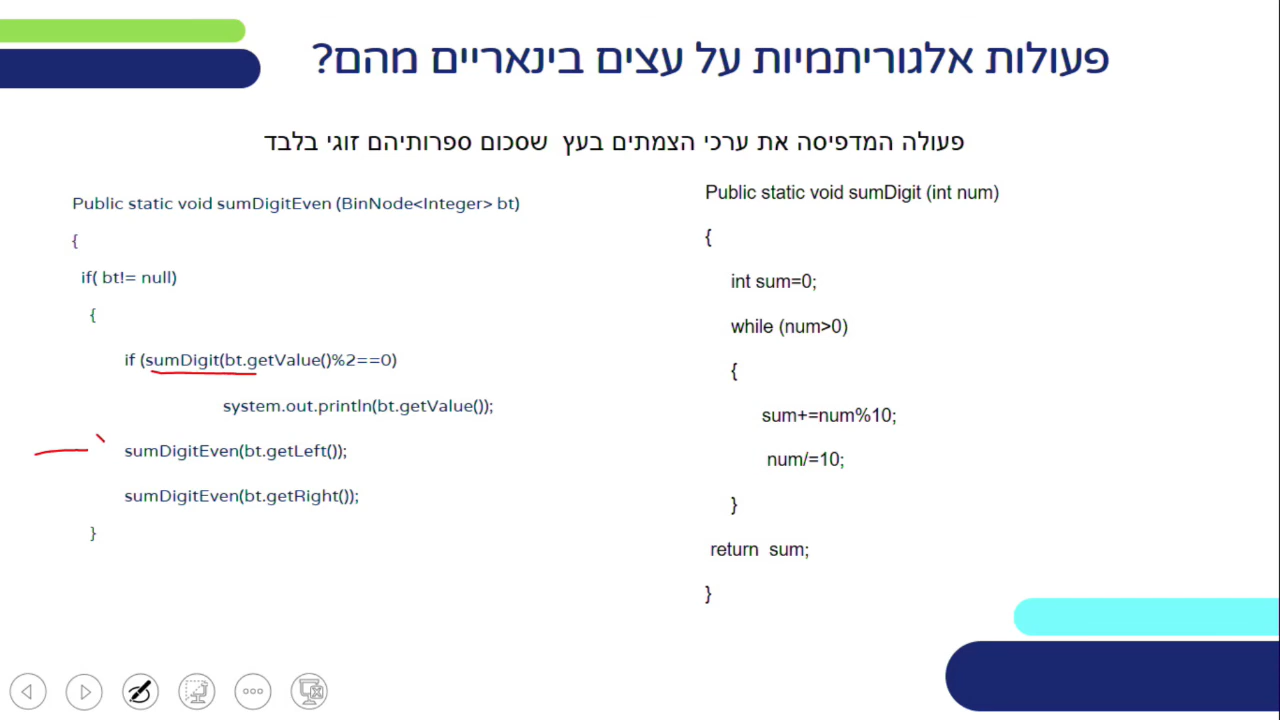 פעולות אלגוריתמיות על עצים בינאריים מהם?
פעולה המדפיסה את ערכי הצמתים בעץ שסכום ספרותיהם זוגי בלבד
Public static void sumDigitEven (BinNode<Integer> bt)
{
if( bt!= null)
{
if (sumDigit(bt.getValue()%2==0)
system.out.println(bt.getValue());
sumDigitEven(bt.getLeft());
sumDigitEven(bt.getRight());
}
Public static void sumDigit (int num)
{
int sum=0;
while (num>0)
{
sum+=num%10;
num/=10;
}
return sum;
}